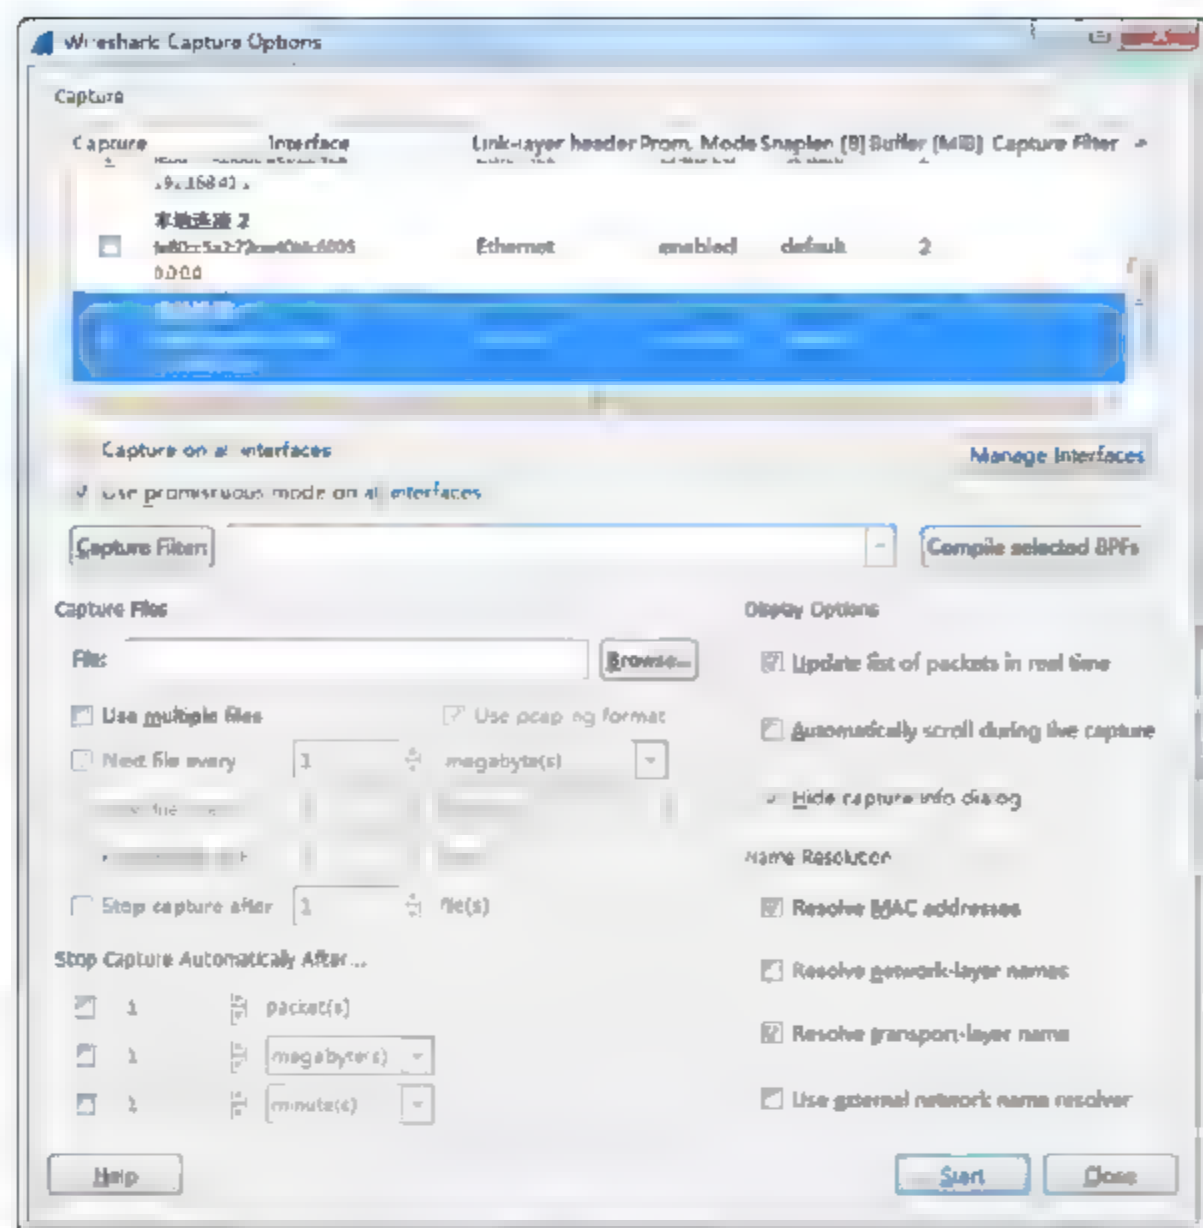 Wireshark Capture Options
Capture
Capture Interface Link-layer header Prom. Mode Snaplen [B] Buffer [MiB] Capture Filter
本地连接 2
Ethernet enabled default 2
0.0.0.0
Capture on all interfaces
Manage Interfaces
Use promiscuous mode on all interfaces
Capture Filter:
Compile selected BPFs
Capture Files
Display Options
File:
Browse...
Update list of packets in real time
Use multiple files
Use pcap-ng format
Automatically scroll during live capture
Next file every 1 megabyte(s)
Hide capture info dialog
Name Resolution
Stop capture after 1 file(s)
Resolve MAC addresses
Stop Capture Automatically After...
Resolve network-layer names
1 packet(s)
Resolve transport-layer name
1 megabyte(s)
1 minute(s)
Use external network name resolver
Help
Start
Close